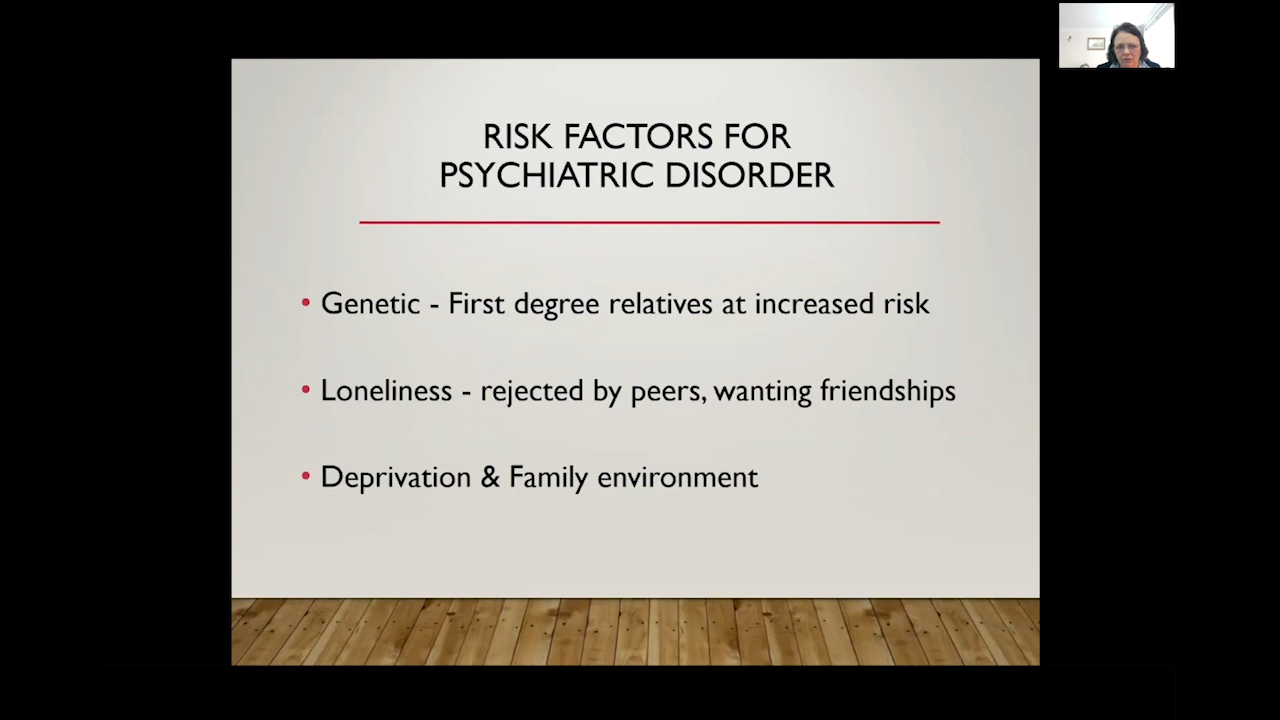 RISK FACTORS FOR
PSYCHIATRIC DISORDER
• Genetic - First degree relatives at increased risk
• Loneliness - rejected by peers, wanting friendships
• Deprivation & Family environment